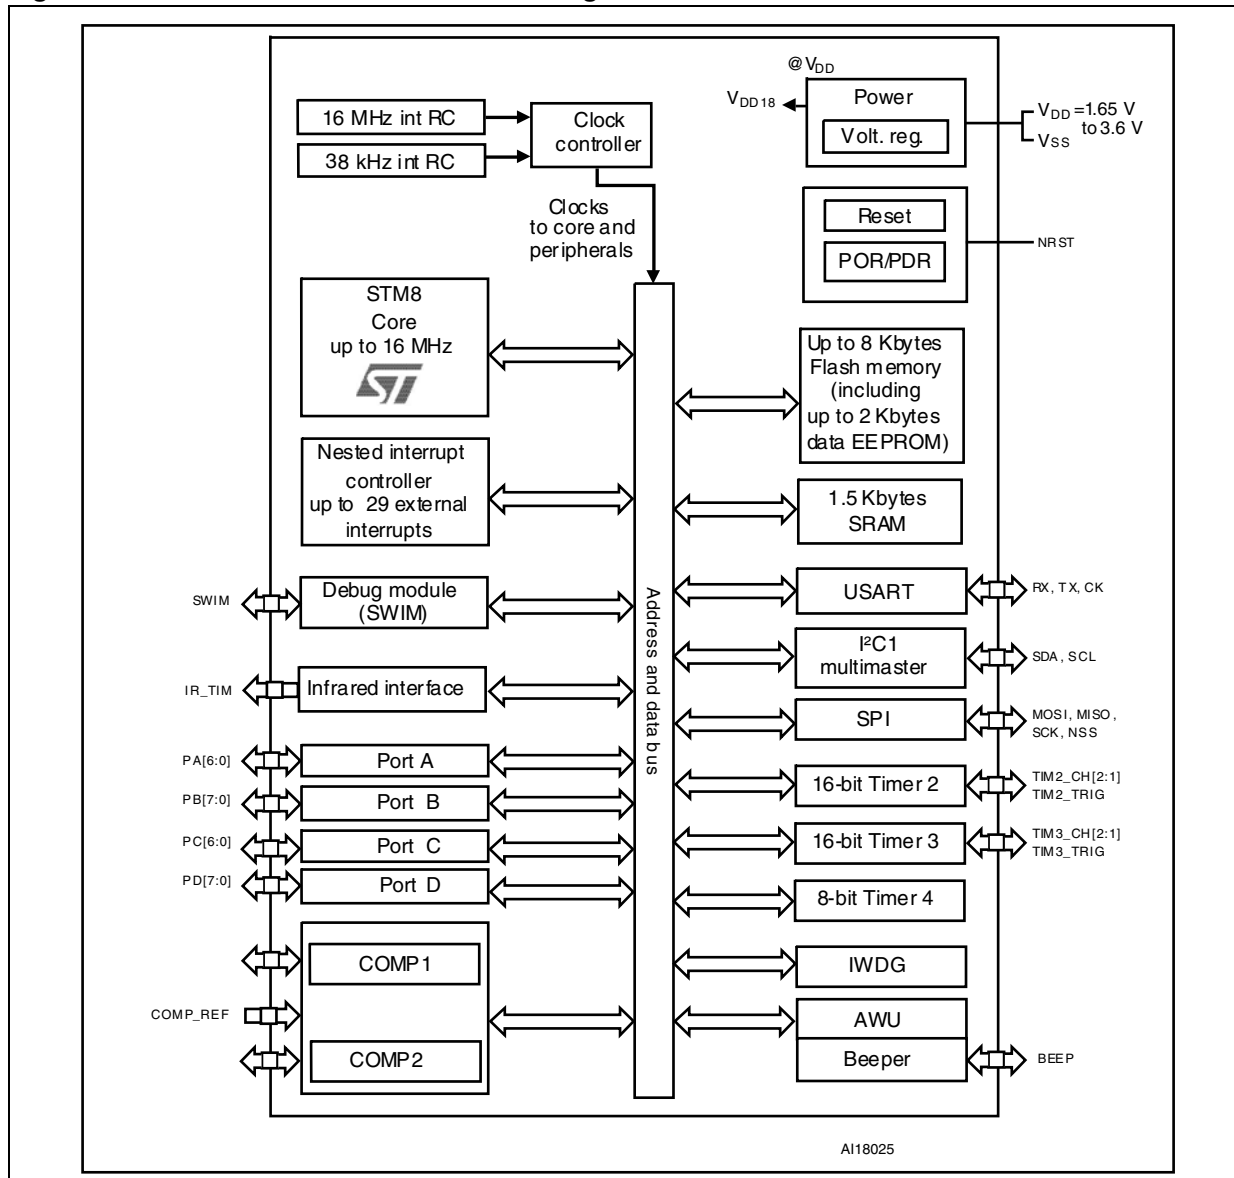 @VDD
VDD18
Power
Volt. reg.
VDD =1.65 V
to 3.6 V
VSS
16 MHz int RC
38 kHz int RC
Clock
controller
Clocks
to core and
peripherals
Reset
POR/PDR
NRST
STM8
Core
up to 16 MHz
ST
Up to 8 Kbytes
Flash memory
(including
up to 2 Kbytes
data EEPROM)
Nested interrupt
controller
up to 29 external
interrupts
1.5 Kbytes
SRAM
Address and data bus
SWIM
Debug module
(SWIM)
USART
RX, TX, CK
I²C1
multimaster
SDA, SCL
IR_TIM
Infrared interface
SPI
MOSI, MISO,
SCK, NSS
PA[6:0]
Port A
16-bit Timer 2
TIM2_CH[2:1]
TIM2_TRIG
PB[7:0]
Port B
PC[6:0]
Port C
16-bit Timer 3
TIM3_CH[2:1]
TIM3_TRIG
PD[7:0]
Port D
8-bit Timer 4
COMP1
IWDG
COMP_REF
AWU
COMP2
Beeper
BEEP
AI18025